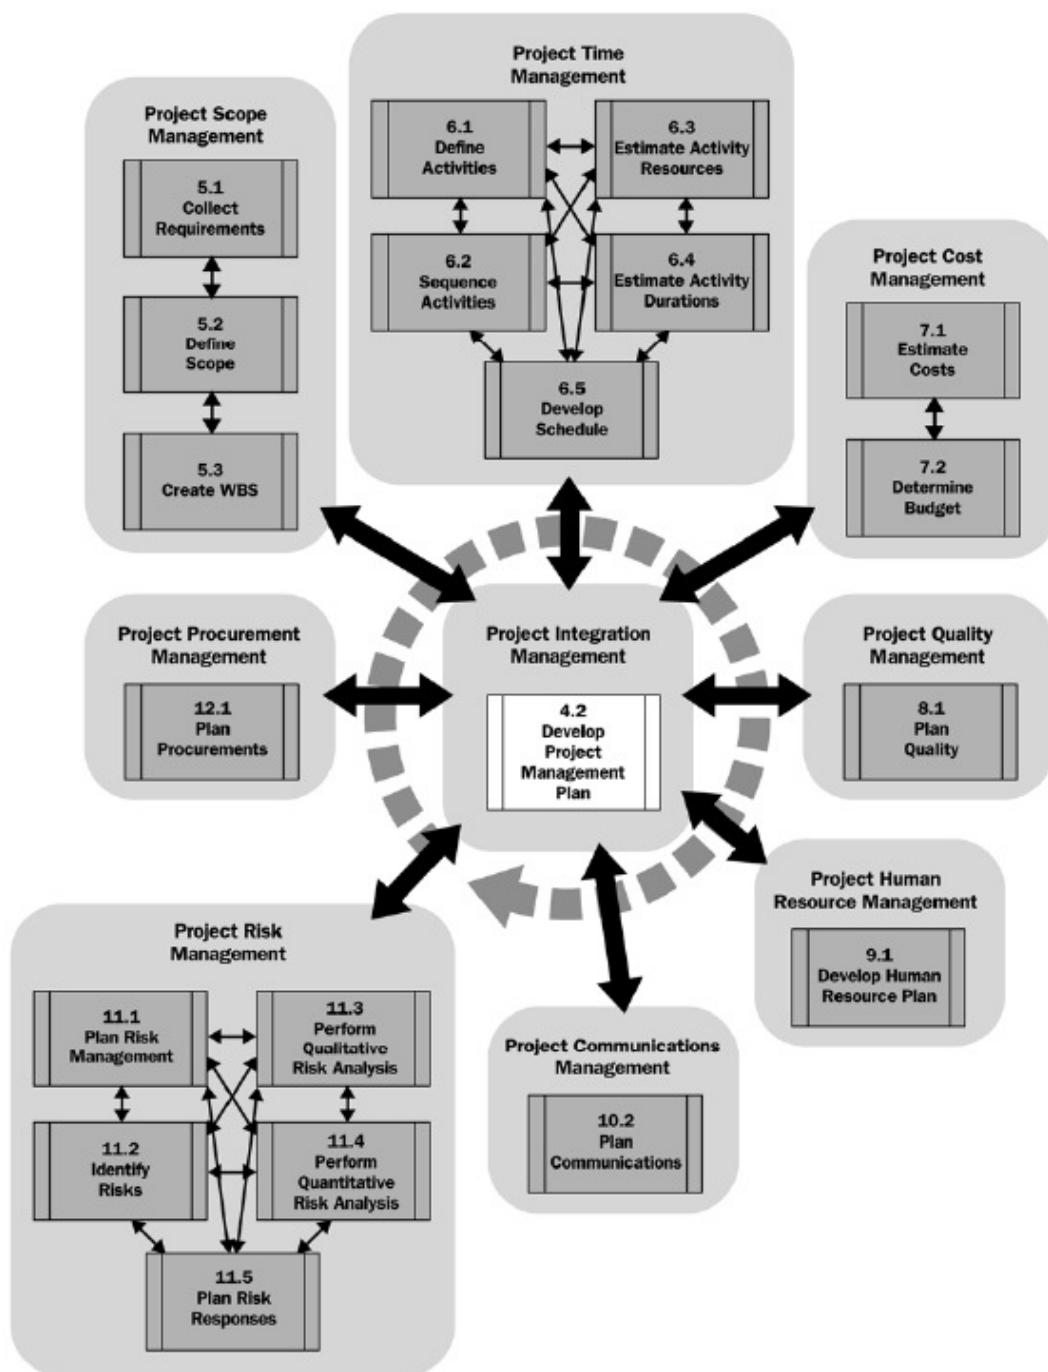 Project Time
Management
6.1
Define
Activities
6.3
Estimate Activity
Resources
6.2
Sequence
Activities
6.4
Estimate Activity
Durations
6.5
Develop
Schedule
Project Scope
Management
5.1
Collect
Requirements
5.2
Define
Scope
5.3
Create WBS
Project Cost
Management
7.1
Estimate
Costs
7.2
Determine
Budget
Project Procurement
Management
12.1
Plan
Procurements
Project Integration
Management
4.2
Develop
Project
Management
Plan
Project Quality
Management
8.1
Plan
Quality
Project Human
Resource Management
9.1
Develop Human
Resource Plan
Project Risk
Management
11.1
Plan Risk
Management
11.3
Perform
Qualitative
Risk Analysis
11.2
Identify
Risks
11.4
Perform
Quantitative
Risk Analysis
11.5
Plan Risk
Responses
Project Communications
Management
10.2
Plan
Communications